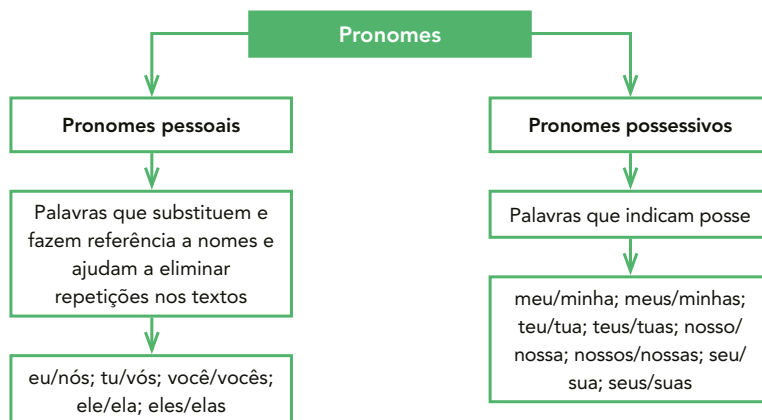 Pronomes
Pronomes pessoais
Palavras que substituem e
fazem referência a nomes e
ajudam a eliminar
repetições nos textos
eu/nós; tu/vós; você/vocês;
ele/ela; eles/elas
Pronomes possessivos
Palavras que indicam posse
meu/minha; meus/minhas;
teu/tua; teus/tuas; nosso/
nossa; nossos/nossas; seu/
sua; seus/suas